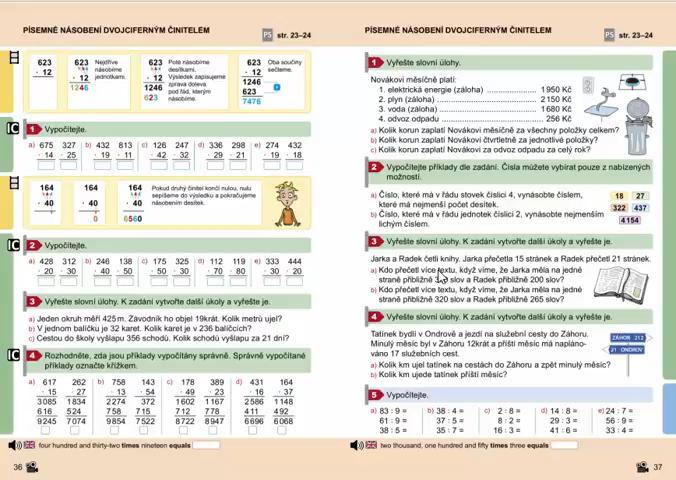 PÍSEMNÉ NÁSOBENÍ DVOJCIFERNÝM ČINITELEM
PS str. 23–24
623
· 12
623
· 12
1246
Nejdříve
násobíme
jednotkami.
623
· 12
1246
623
Poté násobíme
desítkami.
Výsledek zapisujeme
zprava doleva
pod řád, kterým
násobíme.
623
· 12
1246
623
7476
Oba součiny
sečteme.
1 Vypočítejte.
a) 675 327 b) 432 813 c) 126 247 d) 336 298 e) 274 432
· 14 · 25 · 19 · 11 · 42 · 32 · 29 · 21 · 19 · 18
164
· 40
164
· 40
0
164
· 40
6560
Pokud druhý činitel končí nulou, nulu
sepíšeme do výsledku a pokračujeme
násobením desítek.
2 Vypočítejte.
a) 428 312 b) 246 138 c) 175 325 d) 112 119 e) 333 444
· 20 · 30 · 40 · 50 · 50 · 30 · 70 · 80 · 30 · 20
3 Vyřešte slovní úlohy. K zadání vytvořte další úkoly a vyřešte je.
a) Jeden okruh měří 425 m. Závodník ho objel 19krát. Kolik metrů ujel?
b) V jednom balíčku je 32 karet. Kolik karet je v 236 balíčcích?
c) Cestou do školy vyšlapu 356 schodů. Kolik schodů vyšlapu za 21 dní?
4 Rozhodněte, zda jsou příklady vypočítány správně. Správně vypočítané
příklady označte křížkem.
a) 617 262 b) 758 143 c) 178 389 d) 431 164
· 15 · 27 · 13 · 54 · 49 · 23 · 16 · 37
3085 1834 2274 372 1602 1167 2586 1148
616 524 758 715 712 778 411 492
9245 7074 9854 7522 8722 8947 6696 6068
four hundred and thirty-two times nineteen equals
36
PÍSEMNÉ NÁSOBENÍ DVOJCIFERNÝM ČINITELEM
PS str. 23–24
1 Vyřešte slovní úlohy.
Novákovi měsíčně platí:
1. elektrická energie (záloha) .................. 1 950 Kč
2. plyn (záloha) .................. 2 150 Kč
3. voda (záloha) .................. 1 680 Kč
4. odvoz odpadu .................. 256 Kč
a) Kolik korun zaplatí Novákovi měsíčně za všechny položky celkem?
b) Kolik korun zaplatí Novákovi čtvrtletně za jednotlivé položky?
c) Kolik korun zaplatí Novákovi za odvoz odpadu za celý rok?
2 Vypočítejte příklady dle zadání. Čísla můžete vybírat pouze z nabízených
možností.
a) Číslo, které má v řádu stovek číslici 4, vynásobte číslem,
které má nejmenší počet desítek.
b) Číslo, které má v řádu jednotek číslici 2, vynásobte nejmenším
lichým číslem.
18 27
322 437
4154
3 Vyřešte slovní úlohy. K zadání vytvořte další úkoly a vyřešte je.
Jarka a Radek četli knihy. Jarka přečetla 15 stránek a Radek přečetl 21 stránek.
a) Kdo přečetl více textu, když víme, že Jarka měla na jedné
straně přibližně slov a Radek přibližně 200 slov?
b) Kdo přečetl více textu, když víme, že Jarka měla na jedné
straně přibližně 320 slov a Radek přibližně 265 slov?
4 Vyřešte slovní úlohy. K zadání vytvořte další úkoly a vyřešte je.
Tatínek bydlí v Ondrově a jezdí na služební cesty do Záhoru.
Minulý měsíc byl v Záhoru 12krát a příští měsíc má napláno-
váno 17 služebních cest.
a) Kolik km ujel tatínek na cestách do Záhoru a zpět minulý měsíc?
b) Kolik km ujede tatínek příští měsíc?
ZÁHOR 212
21 ONDROV
5 Vypočítejte.
a) 83 : 9 = b) 38 : 4 = c) 2 : 8 = d) 14 : 8 = e) 24 : 7 =
61 : 9 = 37 : 5 = 8 : 2 = 29 : 3 = 56 : 9 =
38 : 5 = 35 : 7 = 16 : 3 = 41 : 6 = 33 : 4 =
two thousand, one hundred and fifty times three equals
37